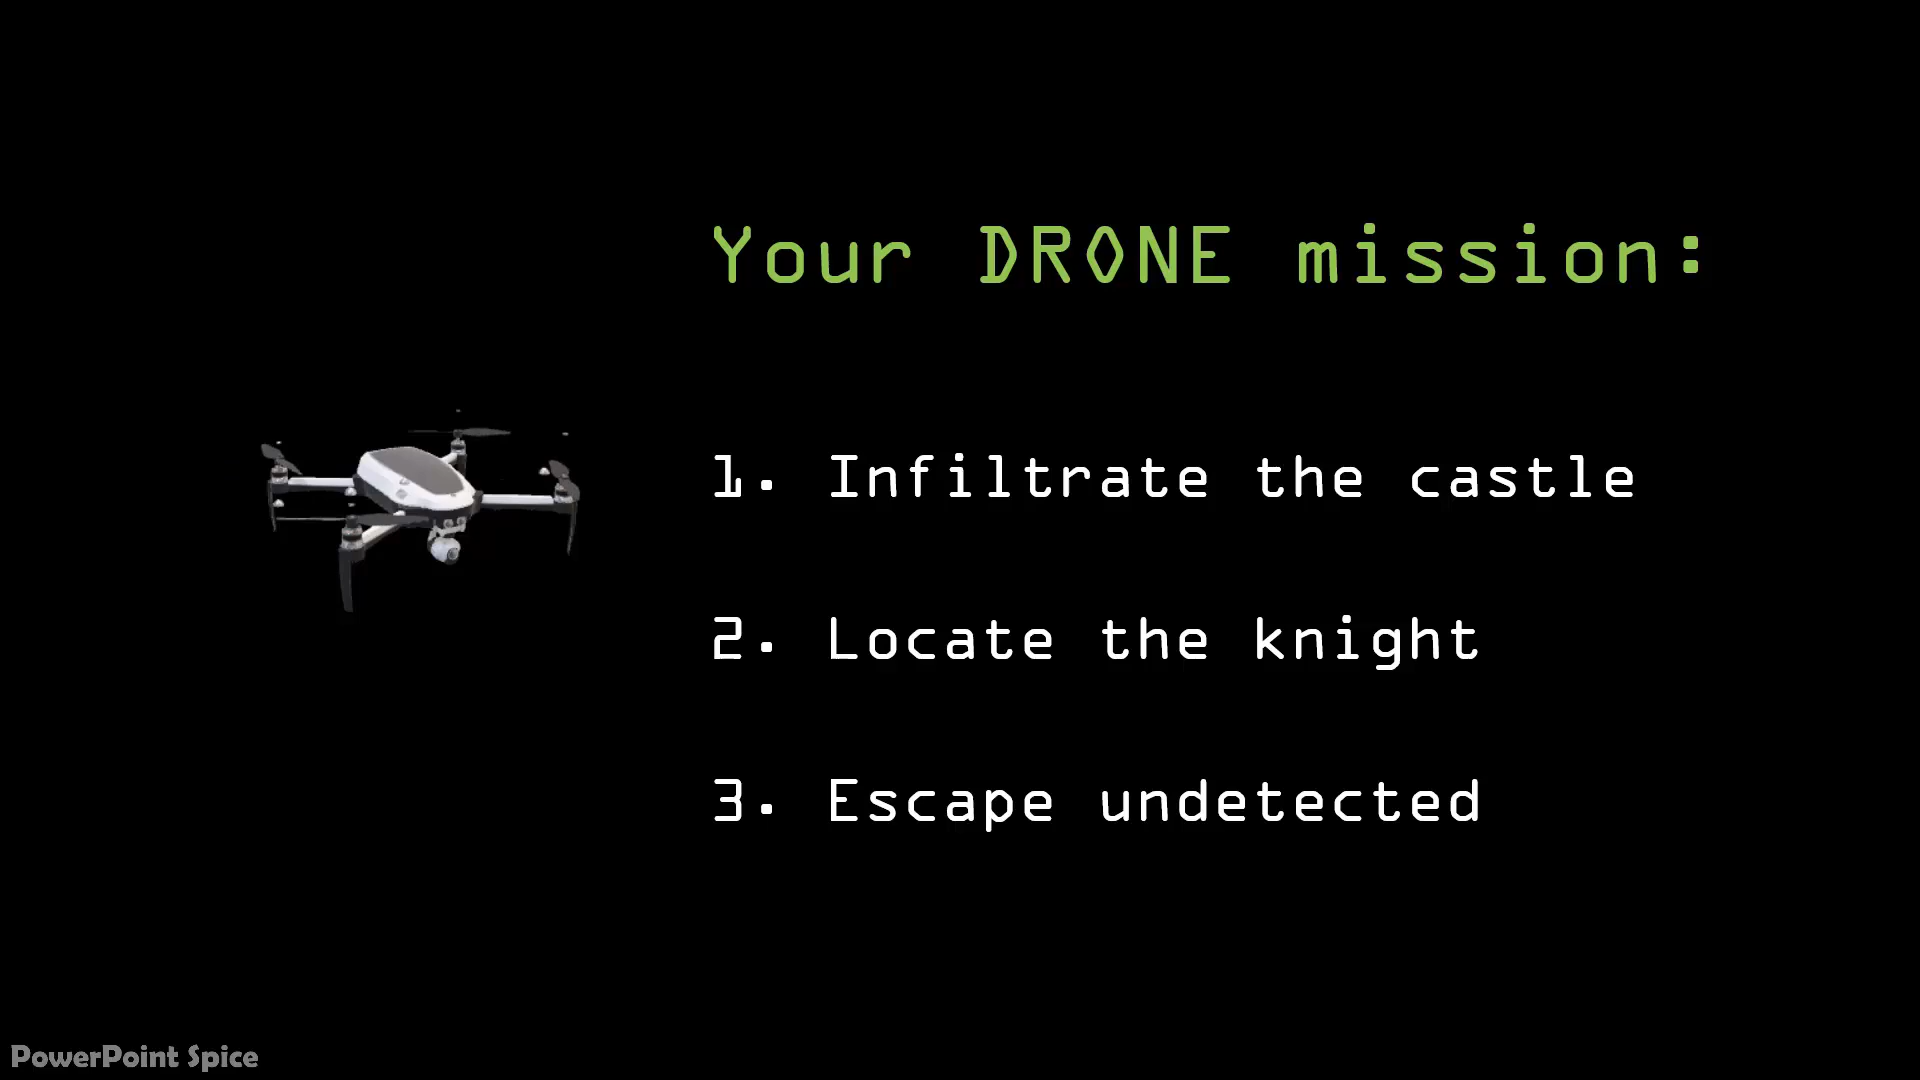 Your DRONE mission:
1. Infiltrate the castle
2. Locate the knight
3. Escape undetected
PowerPoint Spice